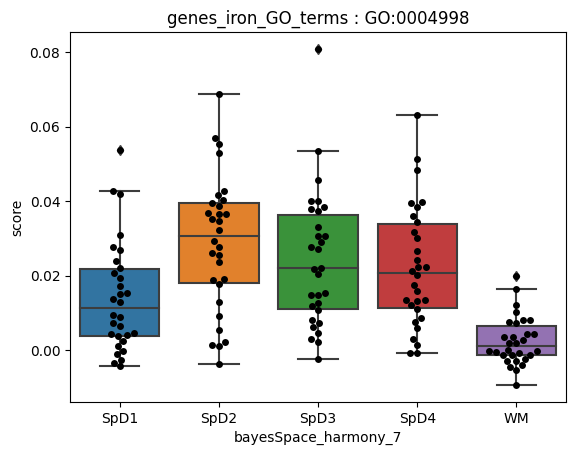 genes_iron_GO_terms : GO:0004998
score
0.08
0.06
0.04
0.02
0.00
SpD1 SpD2 SpD3 SpD4 WM
bayesSpace_harmony_7